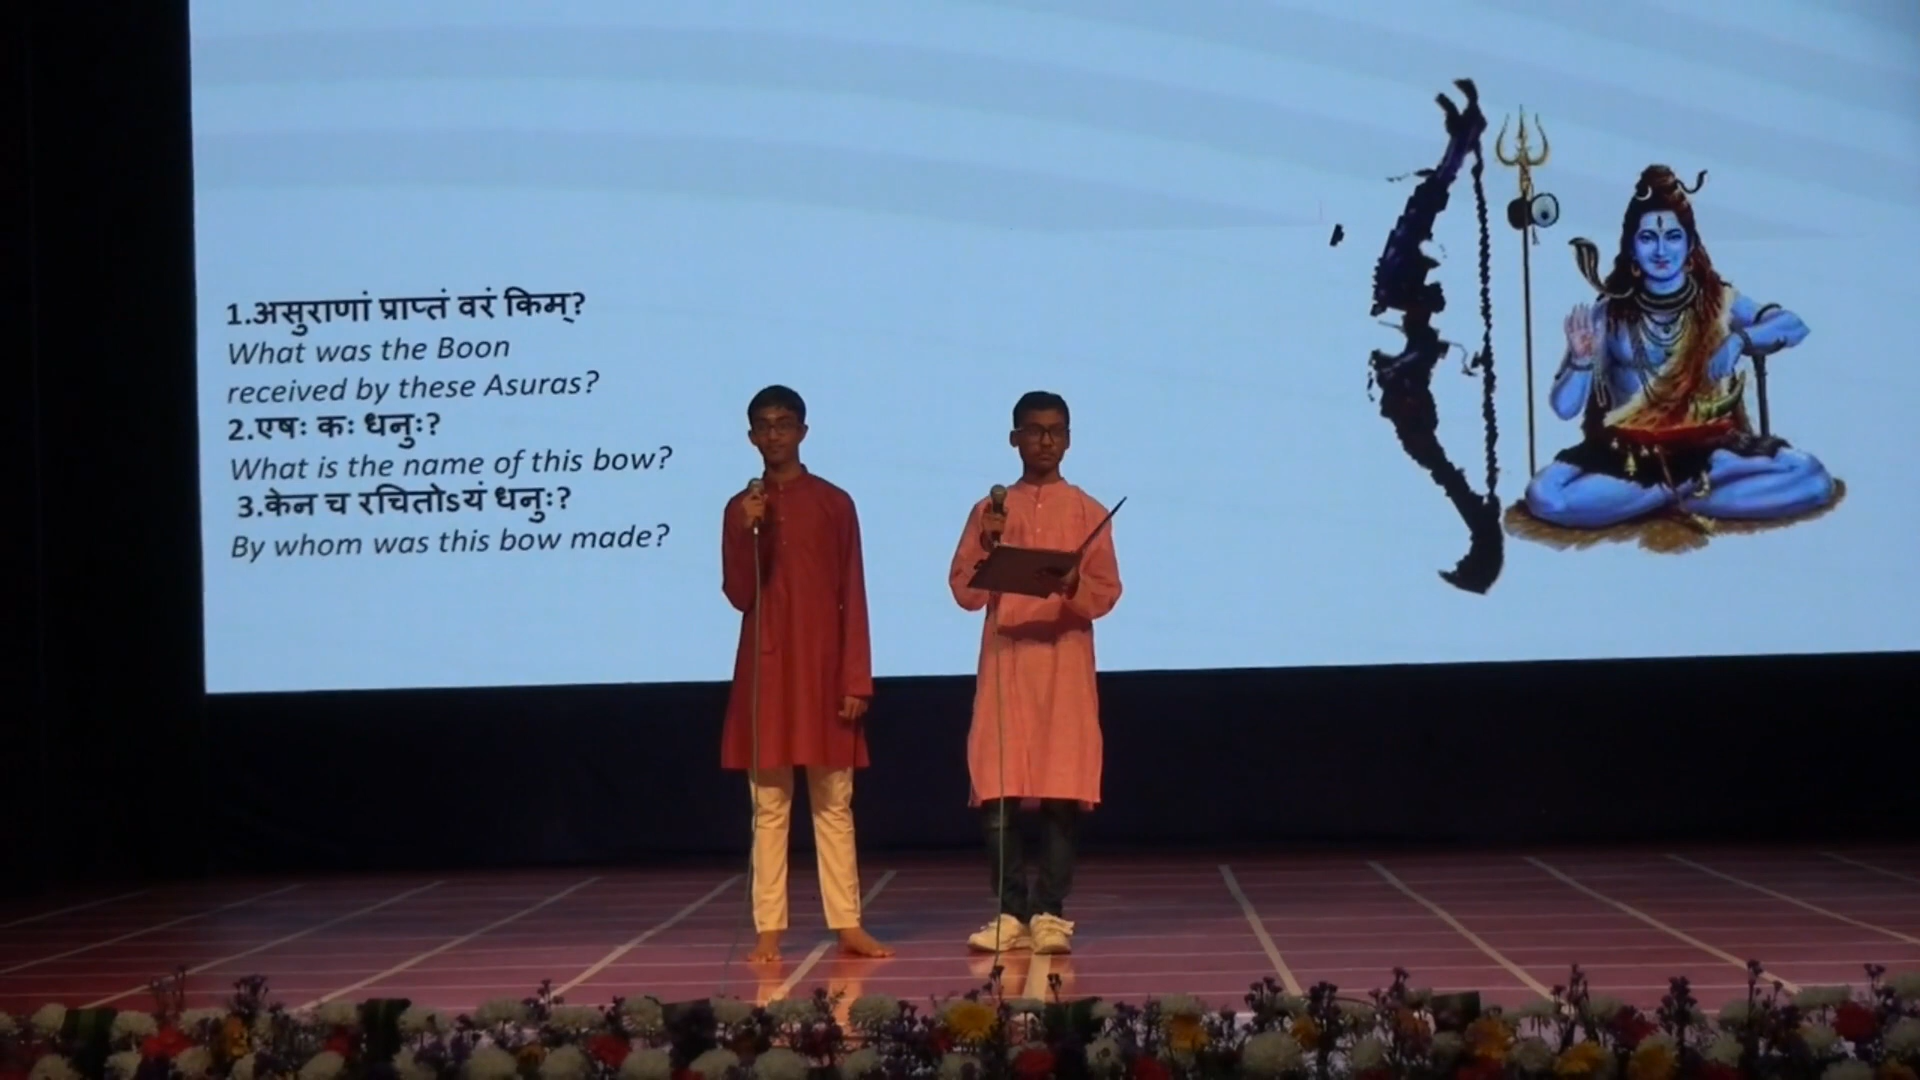 1.असुराणां प्राप्तं वरं किम्?
What was the Boon
received by these Asuras?
2.एषः कः धनुः?
What is the name of this bow?
3.केन च रचितोऽयं धनुः?
By whom was this bow made?